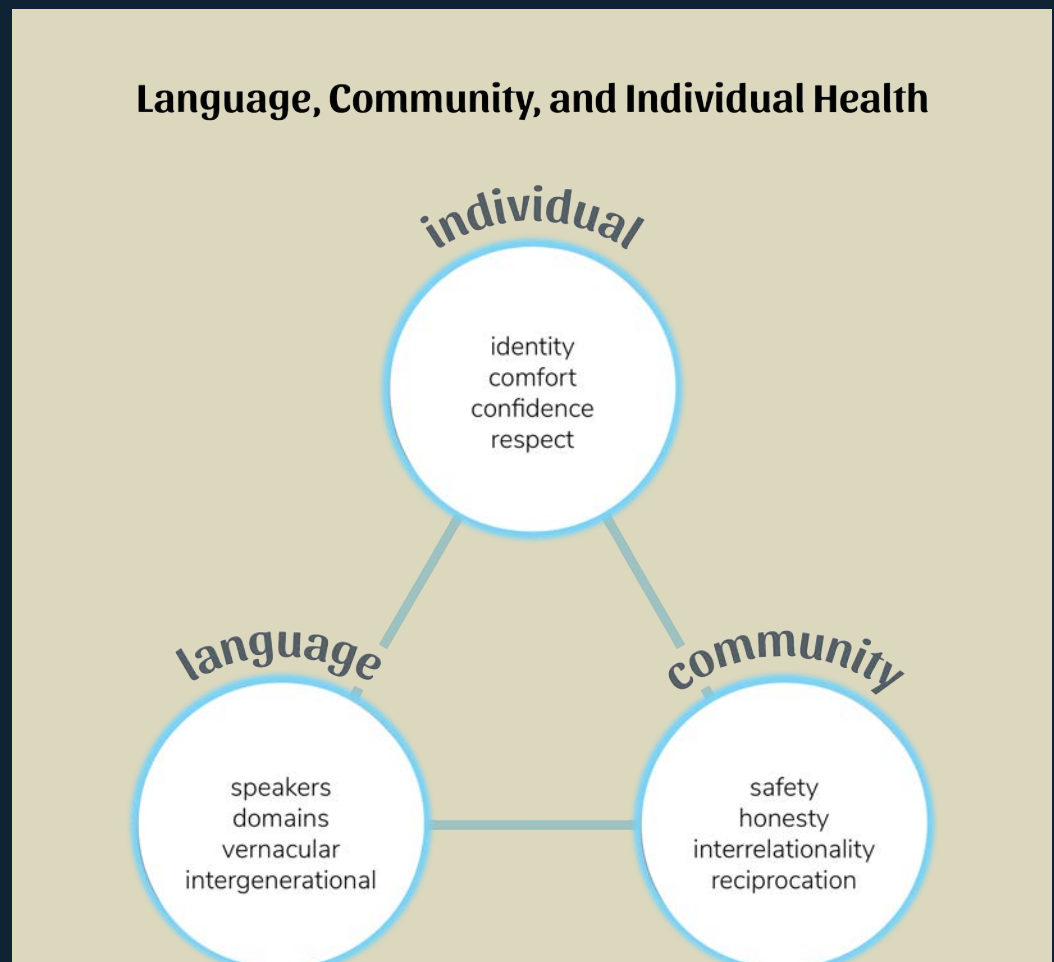 Language, Community, and Individual Health
individual
identity
comfort
confidence
respect
language
speakers
domains
vernacular
intergenerational
community
safety
honesty
interrelationality
reciprocation